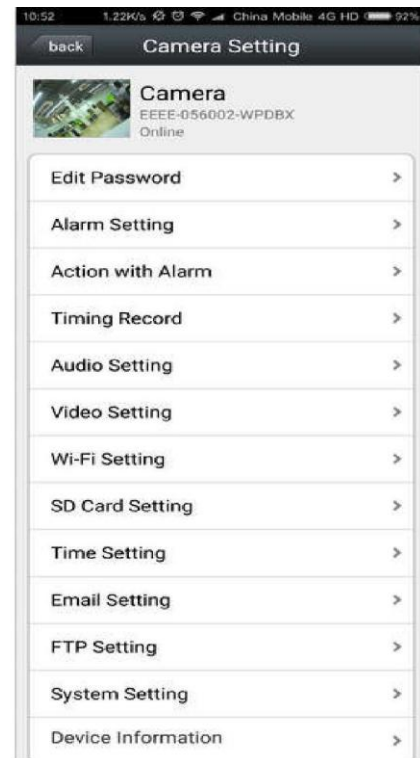 10:52 1.22K/s China Mobile 4G HD 92%
back Camera Setting
Camera
EEEE-056002-WPDBX
Online
Edit Password
Alarm Setting
Action with Alarm
Timing Record
Audio Setting
Video Setting
Wi-Fi Setting
SD Card Setting
Time Setting
Email Setting
FTP Setting
System Setting
Device Information